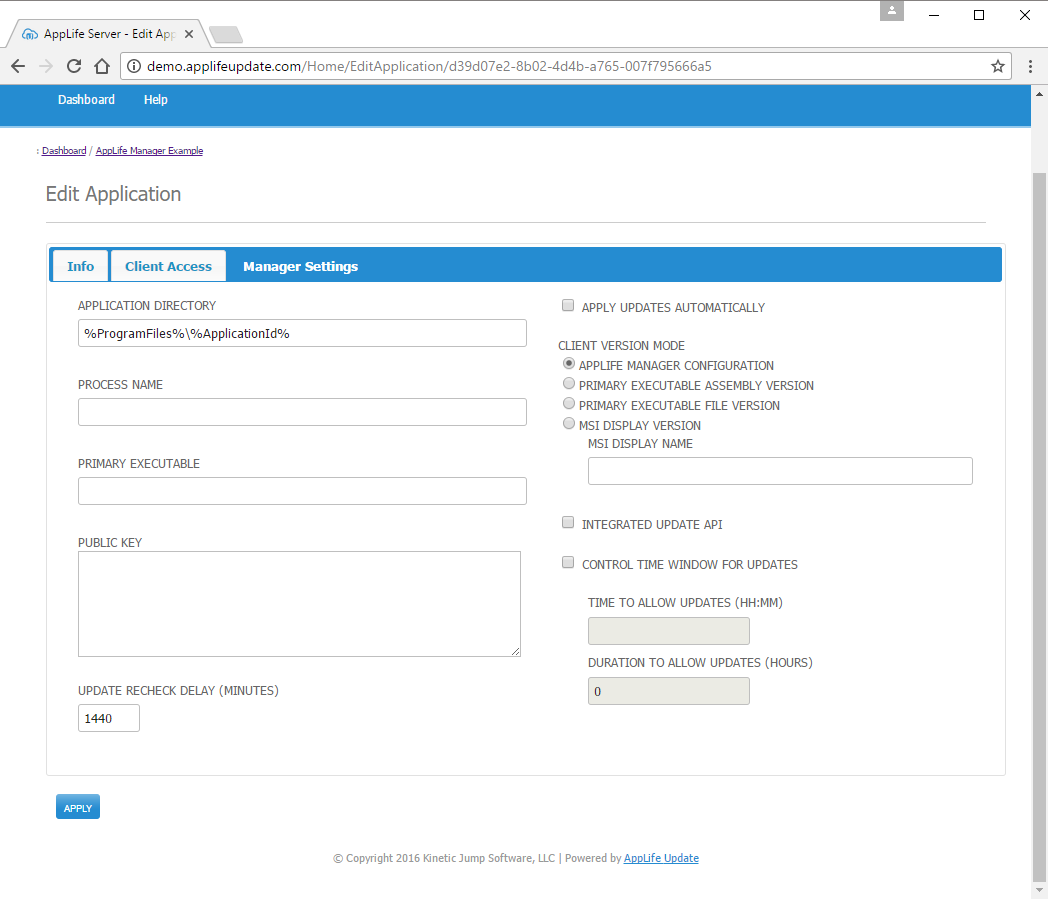 AppLife Server - Edit App
demo.applifeupdate.com/Home/EditApplication/d39d07e2-8b02-4d4b-a765-007f795666a5
Dashboard Help
: Dashboard / AppLife Manager Example
Edit Application
Info Client Access Manager Settings
APPLICATION DIRECTORY
%ProgramFiles%\%ApplicationId%
PROCESS NAME
PRIMARY EXECUTABLE
PUBLIC KEY
UPDATE RECHECK DELAY (MINUTES)
1440
APPLY UPDATES AUTOMATICALLY
CLIENT VERSION MODE
APPLIFE MANAGER CONFIGURATION
PRIMARY EXECUTABLE ASSEMBLY VERSION
PRIMARY EXECUTABLE FILE VERSION
MSI DISPLAY VERSION
MSI DISPLAY NAME
INTEGRATED UPDATE API
CONTROL TIME WINDOW FOR UPDATES
TIME TO ALLOW UPDATES (HH:MM)
DURATION TO ALLOW UPDATES (HOURS)
0
APPLY
© Copyright 2016 Kinetic Jump Software, LLC | Powered by AppLife Update